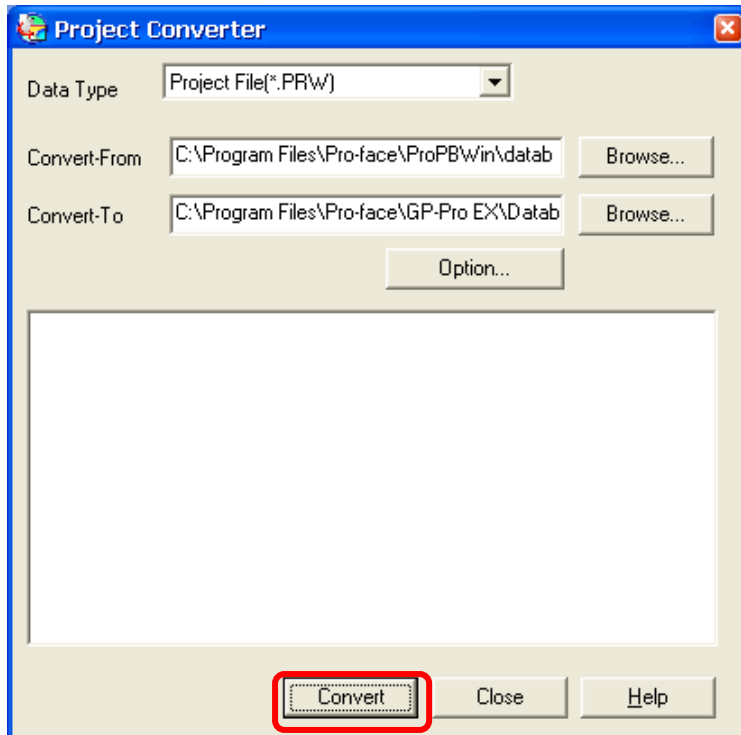 Project Converter
Data Type Project File(*.PRW)
Convert-From C:\Program Files\Pro-face\ProPBWin\datab Browse...
Convert-To C:\Program Files\Pro-face\GP-Pro EX\Datab Browse...
Option...
Convert Close Help